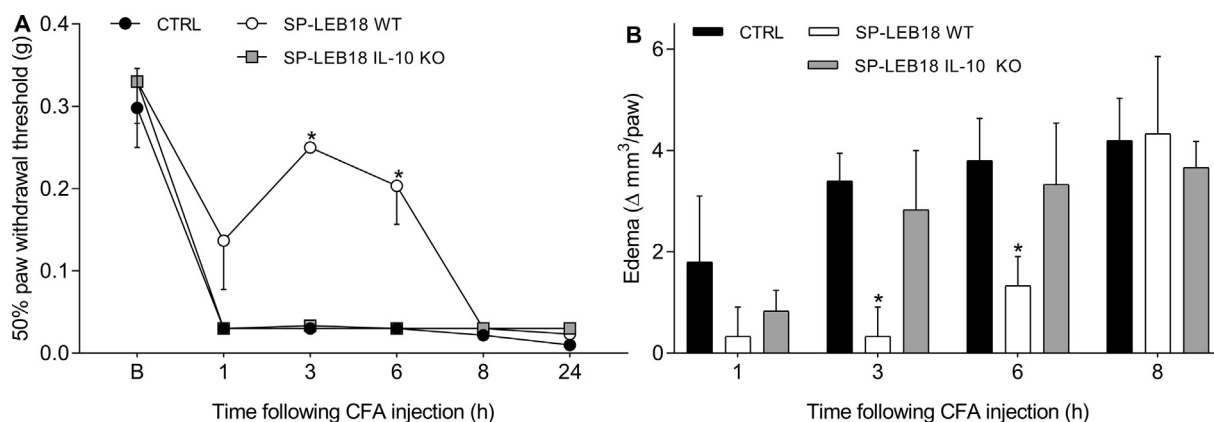 A
CTRL
SP-LEB18 WT
SP-LEB18 IL-10 KO
50% paw withdrawal threshold (g)
0.4
0.3
0.2
0.1
0.0
*
*
B 1 3 6 8 24
Time following CFA injection (h)
B
CTRL
SP-LEB18 WT
SP-LEB18 IL-10 KO
Edema (Δ mm³/paw)
6
4
2
0
*
*
1 3 6 8
Time following CFA injection (h)